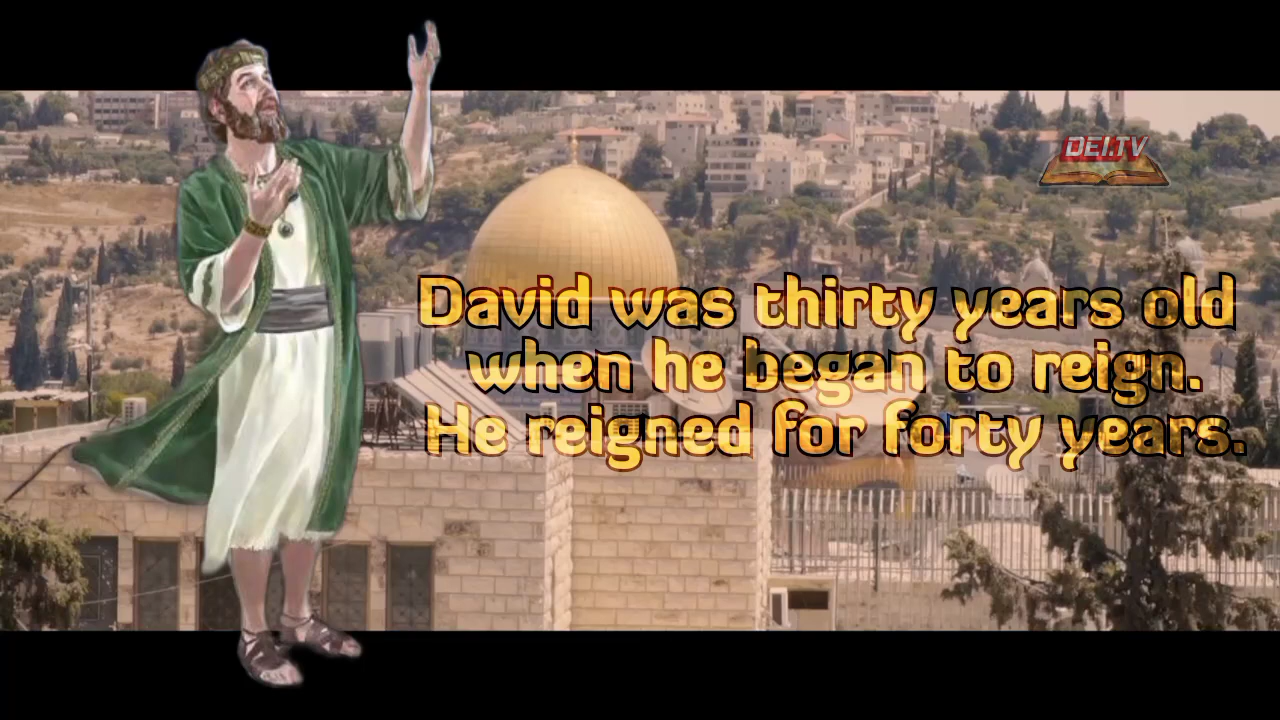 DEI.TV
David was thirty years old
when he began to reign.
He reigned for forty years.